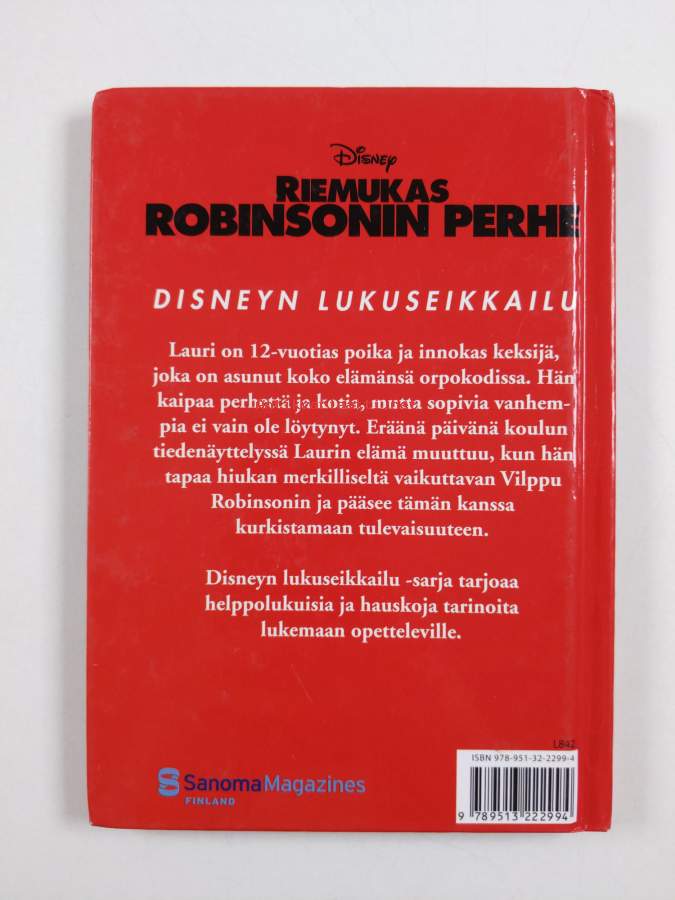 Disney
RIEMUKAS
ROBINSONIN PERHE
DISNEYN LUKUSEIKKAILU
Lauri on 12-vuotias poika ja innokas keksijä,
joka on asunut koko elämänsä orpokodissa. Hän
kaipaa perhettä ja kotia, mutta sopivia vanhem-
pia ei vain ole löytynyt. Eräänä päivänä koulun
tiedenäyttelyssä Laurin elämä muuttuu, kun hän
tapaa hiukan merkilliseltä vaikuttavan Vilppu
Robinsonin ja pääsee tämän kanssa
kurkistamaan tulevaisuuteen.
Disneyn lukuseikkailu -sarja tarjoaa
helppolukuisia ja hauskoja tarinoita
lukemaan opetteleville.
L842
ISBN 978-951-32-2299-4
9 789513 222994
SanomaMagazines
FINLAND